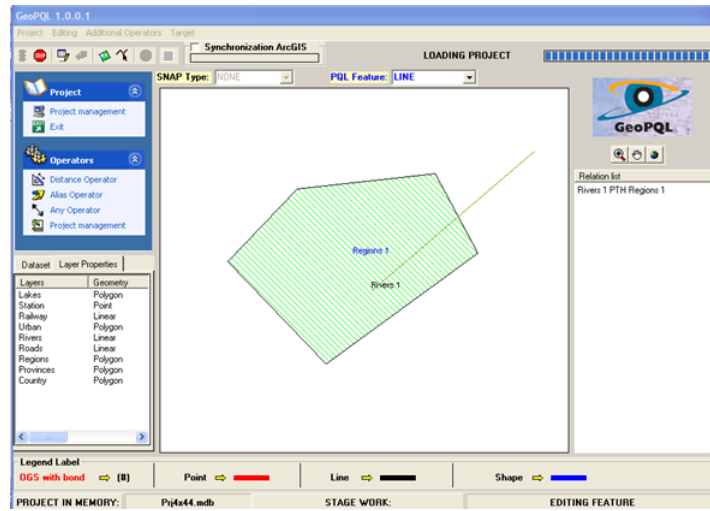 GeoPQL 1.0.0.1
Project Editing Additional Operators Target
STOP
Synchronization ArcGIS
LOADING PROJECT
SNAP Type: NONE
PQL Feature: LINE
Project
Project management
Exit
Operators
Distance Operator
Alias Operator
Any Operator
Project management
GeoPQL
Relation list
Rivers 1 PTH Regions 1
Regions 1
Rivers 1
Dataset Layer Properties
Layers Geometry
Lakes Polygon
Station Point
Railway Linear
Urban Polygon
Rivers Linear
Roads Linear
Regions Polygon
Provinces Polygon
Country Polygon
Legend Label
OGS with bond (#)
Point
Line
Shape
PROJECT IN MEMORY: Prj4x44.mdb
STAGE WORK:
EDITING FEATURE